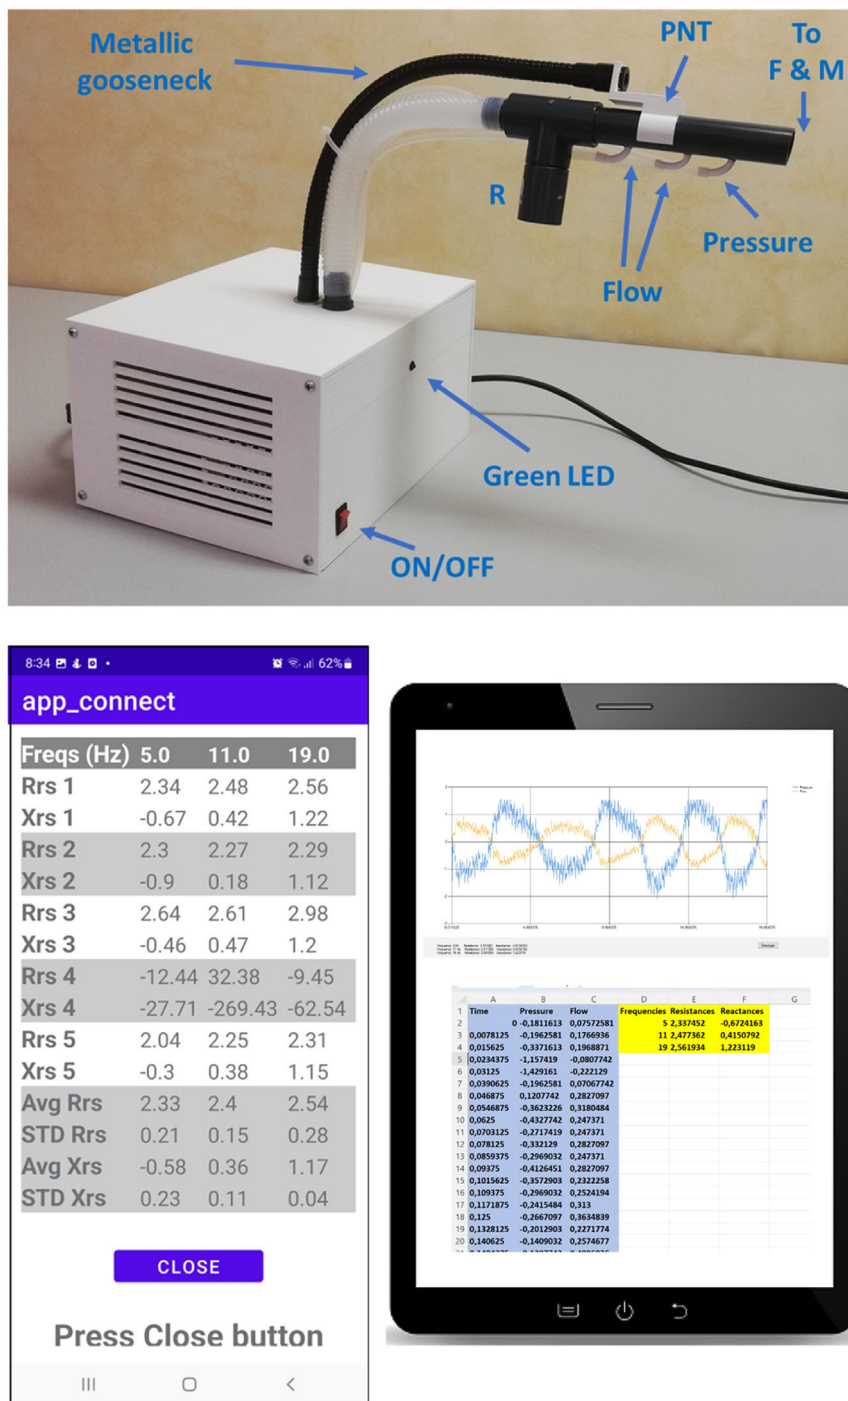 Metallic
gooseneck
PNT
To
F & M
R
Pressure
Flow
Green LED
ON/OFF
8:34 62%
app_connect
Freqs (Hz) 5.0 11.0 19.0
Rrs 1 2.34 2.48 2.56
Xrs 1 -0.67 0.42 1.22
Rrs 2 2.3 2.27 2.29
Xrs 2 -0.9 0.18 1.12
Rrs 3 2.64 2.61 2.98
Xrs 3 -0.46 0.47 1.2
Rrs 4 -12.44 32.38 -9.45
Xrs 4 -27.71 -269.43 -62.54
Rrs 5 2.04 2.25 2.31
Xrs 5 -0.3 0.38 1.15
Avg Rrs 2.33 2.4 2.54
STD Rrs 0.21 0.15 0.28
Avg Xrs -0.58 0.36 1.17
STD Xrs 0.23 0.11 0.04
CLOSE
Press Close button
A B C D E F G
1 Time Pressure Flow Frequencies Resistances Reactances
2 0 -0,1811613 0,07572581 5 2,337452 -0,6724163
3 0,0078125 -0,1962581 0,1766936 11 2,477362 0,4150792
4 0,015625 -0,3371613 0,1968871 19 2,561934 1,223119
5 0,0234375 -1,157419 -0,0807742
6 0,03125 -1,429161 -0,222129
7 0,0390625 -0,1962581 0,07067742
8 0,046875 0,1207742 0,2827097
9 0,0546875 -0,3623226 0,3180484
10 0,0625 -0,4327742 0,247371
11 0,0703125 -0,2717419 0,247371
12 0,078125 -0,332129 0,2827097
13 0,0859375 -0,2969032 0,247371
14 0,09375 -0,4126451 0,2827097
15 0,1015625 -0,3572903 0,2322258
16 0,109375 -0,2969032 0,2524194
17 0,1171875 -0,2415484 0,313
18 0,125 -0,2667097 0,3634839
19 0,1328125 -0,2012903 0,2271774
20 0,140625 -0,1409032 0,2574677